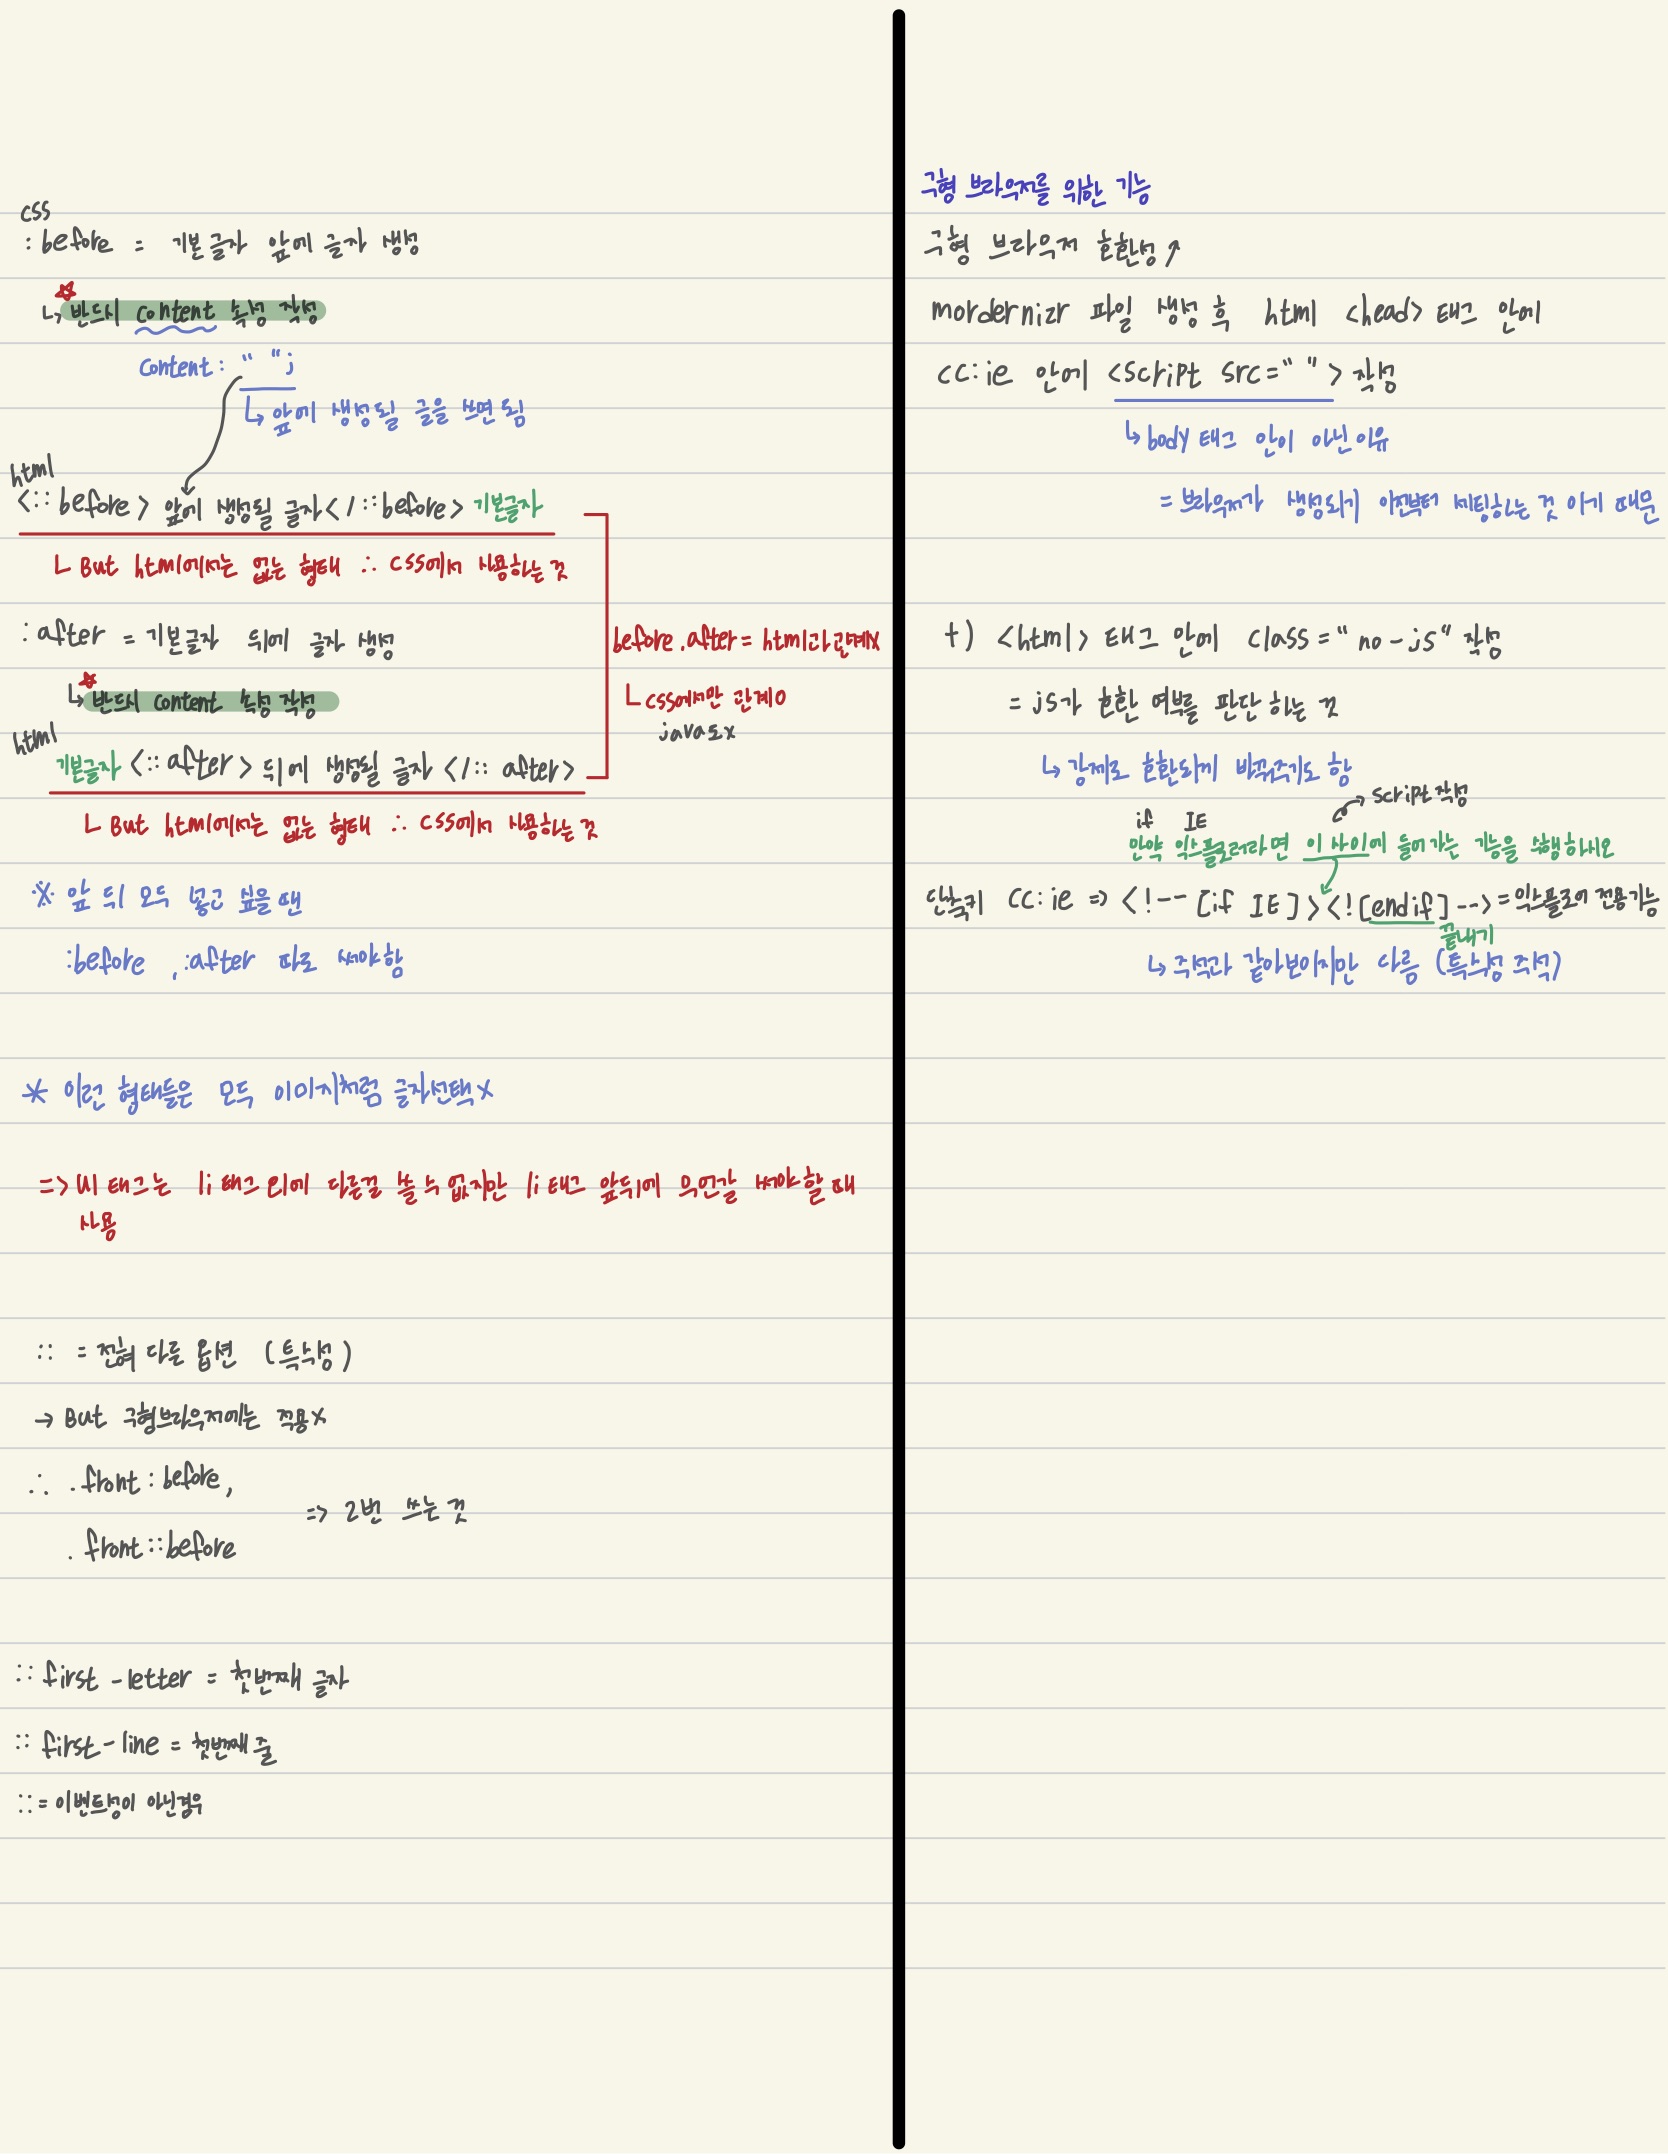 css
: before = 기본글자 앞에 글자 생성
☆
↳ 반드시 content 속성 작성
content : " ";
↳ 앞에 생성될 글을 쓰면 됨
html
<:: before> 앞에 생성될 글자 </::before> 기본글자
ㄴ But html에서는 없는 형태 ∴ css에서 사용하는 것
: after = 기본글자 뒤에 글자 생성
before, after = html과 관계x
☆
↳ 반드시 content 속성 작성
ㄴ css에서만 관계o
java도x
html
기본글자 <:: after> 뒤에 생성될 글자 </:: after>
ㄴ But html에서는 없는 형태 ∴ css에서 사용하는 것
※ 앞 뒤 모두 넣고 싶을 땐
:before , :after 따로 써야함
* 이런 형태들은 모두 이미지처럼 글자선택x
=> ul 태그는 li 태그 외에 다른걸 쓸 수 없지만 li 태그 앞뒤에 무언갈 써야 할 때
사용
:: = 전혀 다른 옵션 (특수성)
→ But 구형브라우저에는 적용x
∴ .front : before,
=> 2번 쓰는 것
. front::before
:: first -letter = 첫번째 글자
:: first-line = 첫번째 줄
:: = 이벤트성이 아닌경우
구형 브라우저를 위한 기능
구형 브라우저 호환성↗
mordernizr 파일 생성 후 html <head> 태그 안에
cc:ie 안에 <script src=" "> 작성
↳ body 태그 안이 아닌이유
= 브라우저가 생성되기 이전부터 세팅하는 것 이기 때문
+) <html> 태그 안에 class="no-js" 작성
= js가 호환 여부를 판단 하는 것
↳ 강제로 호환되게 바꿔주기도 함
script 작성
if IE
만약 익스플로러라면 이 사이에 들어가는 기능을 수행하시오
단축키 cc:ie => <!--[if IE]><![endif]--> = 익스플로어 전용기능
끝내기
↳ 주석과 같아보이지만 다름 (특수성 주석)